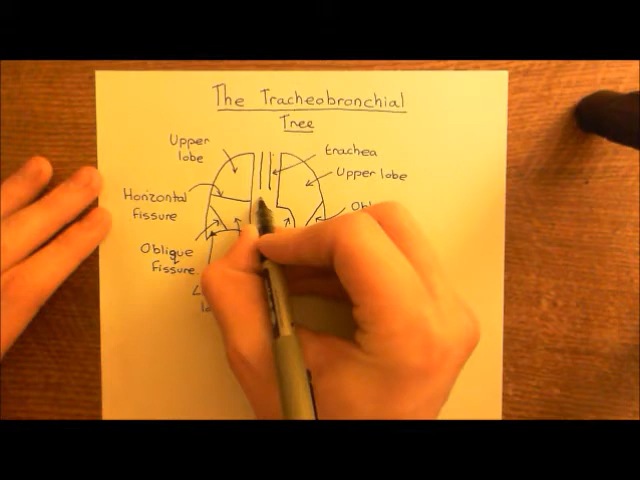 The Tracheobronchial
Tree
Upper
lobe
trachea
Upper lobe
Horizontal
fissure
Oblique
fissure